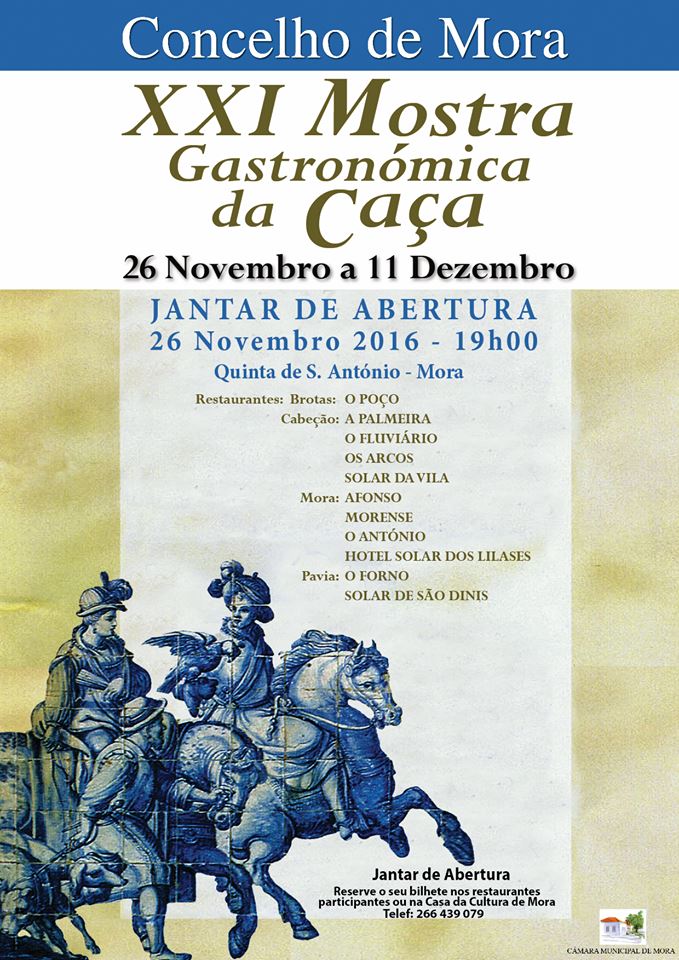 Concelho de Mora
XXI Mostra
Gastronómica
da Caça
26 Novembro a 11 Dezembro
JANTAR DE ABERTURA
26 Novembro 2016 - 19h00
Quinta de S. António - Mora
Restaurantes: Brotas: O POÇO
Cabeção: A PALMEIRA
O FLUVIÁRIO
OS ARCOS
SOLAR DA VILA
Mora: AFONSO
MORENSE
O ANTÓNIO
HOTEL SOLAR DOS LILASES
Pavia: O FORNO
SOLAR DE SÃO DINIS
Jantar de Abertura
Reserve o seu bilhete nos restaurantes
participantes ou na Casa da Cultura de Mora
Telef: 266 439 079
CÂMARA MUNICIPAL DE MORA